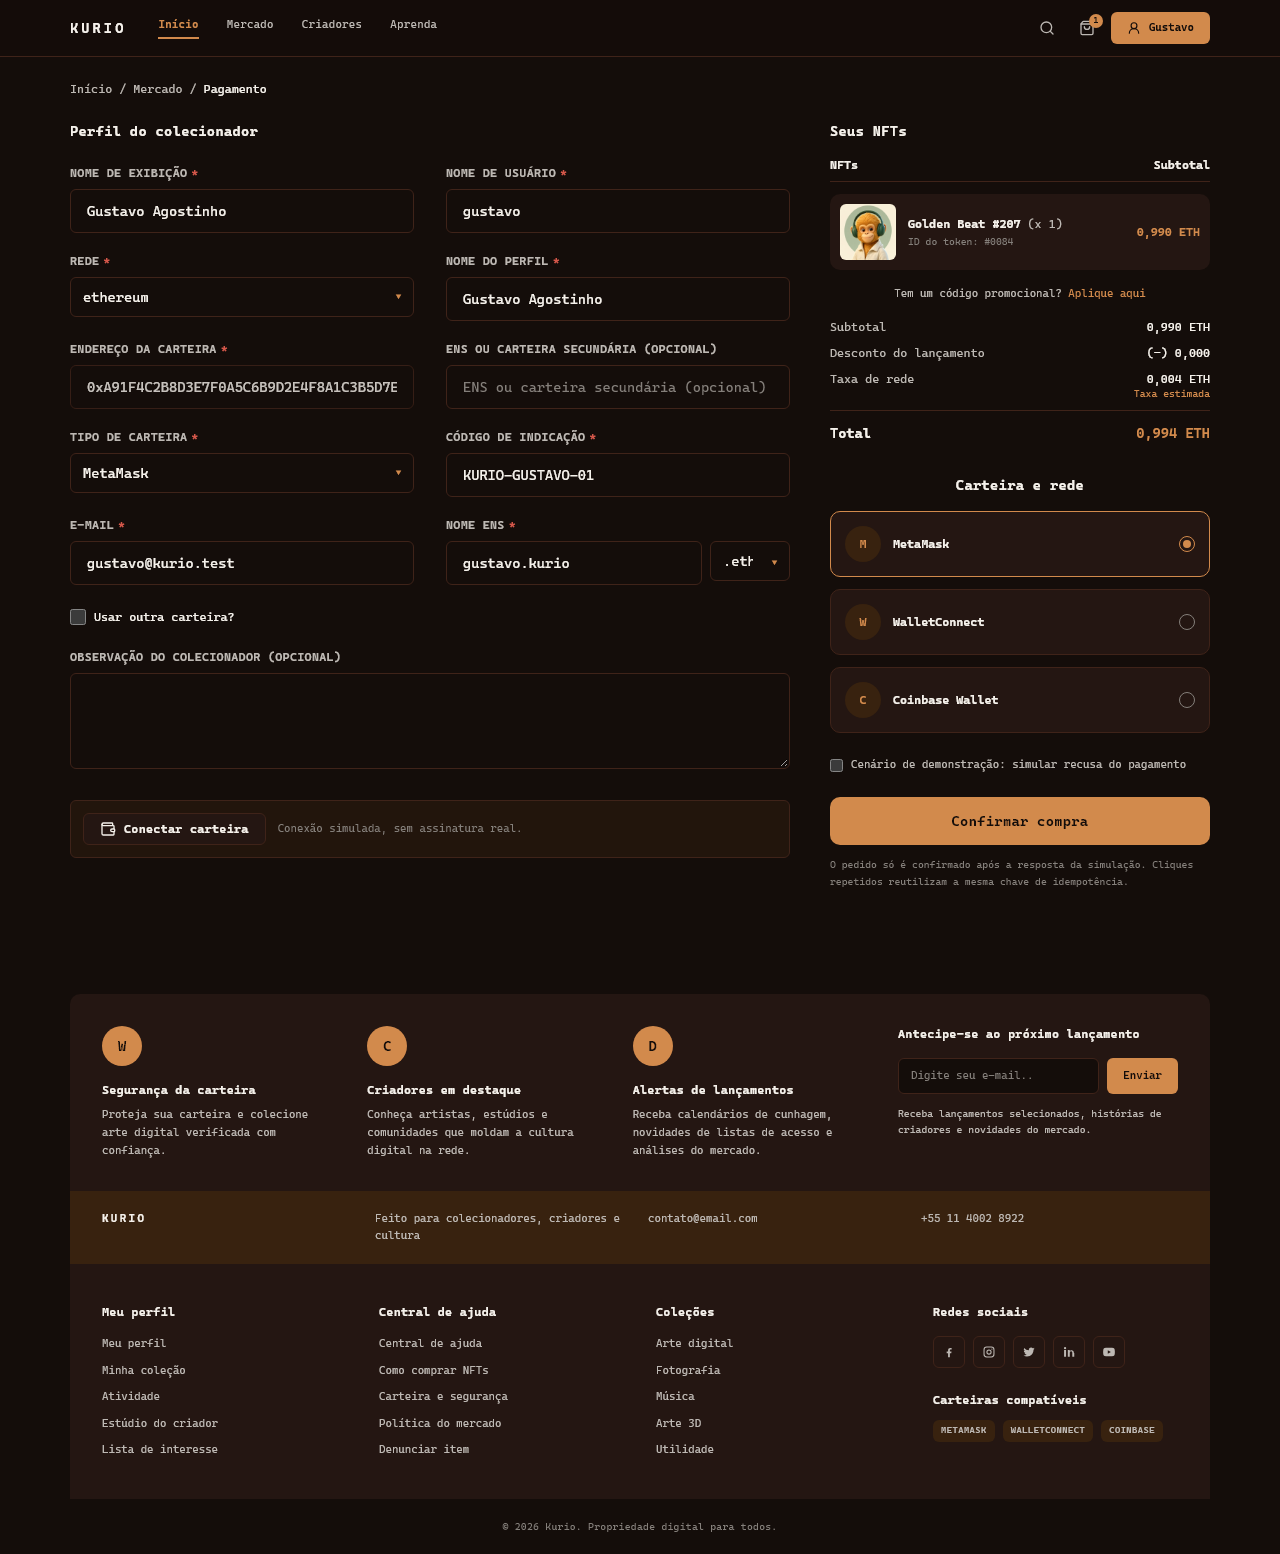 KURIO
Início
Mercado
Criadores
Aprenda
1
Gustavo
Início / Mercado / Pagamento
Perfil do colecionador
NOME DE EXIBIÇÃO *
NOME DE USUÁRIO *
Gustavo Agostinho
gustavo
REDE *
NOME DO PERFIL *
ethereum
Gustavo Agostinho
ENDEREÇO DA CARTEIRA *
ENS OU CARTEIRA SECUNDÁRIA (OPCIONAL)
0xA91F4C2B8D3E7F0A5C6B9D2E4F8A1C3B5D7E
ENS ou carteira secundária (opcional)
TIPO DE CARTEIRA *
CÓDIGO DE INDICAÇÃO *
MetaMask
KURIO-GUSTAVO-01
E-MAIL *
NOME ENS *
gustavo@kurio.test
gustavo.kurio
.eth
Usar outra carteira?
OBSERVAÇÃO DO COLECIONADOR (OPCIONAL)
Conectar carteira
Conexão simulada, sem assinatura real.
Seus NFTs
NFTs
Subtotal
Golden Beat #207 (x 1)
ID do token: #0084
0,990 ETH
Tem um código promocional? Aplique aqui
Subtotal
0,990 ETH
Desconto do lançamento
(-) 0,000
Taxa de rede
0,004 ETH
Taxa estimada
Total
0,994 ETH
Carteira e rede
M
MetaMask
W
WalletConnect
C
Coinbase Wallet
Cenário de demonstração: simular recusa do pagamento
Confirmar compra
O pedido só é confirmado após a resposta da simulação. Cliques
repetidos reutilizam a mesma chave de idempotência.
W
Segurança da carteira
Proteja sua carteira e colecione
arte digital verificada com
confiança.
C
Criadores em destaque
Conheça artistas, estúdios e
comunidades que moldam a cultura
digital na rede.
D
Alertas de lançamentos
Receba calendários de cunhagem,
novidades de listas de acesso e
análises do mercado.
Antecipe-se ao próximo lançamento
Digite seu e-mail..
Enviar
Receba lançamentos selecionados, histórias de
criadores e novidades do mercado.
KURIO
Feito para colecionadores, criadores e
cultura
contato@email.com
+55 11 4002 8922
Meu perfil
Meu perfil
Minha coleção
Atividade
Estúdio do criador
Lista de interesse
Central de ajuda
Central de ajuda
Como comprar NFTs
Carteira e segurança
Política do mercado
Denunciar item
Coleções
Arte digital
Fotografia
Música
Arte 3D
Utilidade
Redes sociais
Carteiras compatíveis
METAMASK
WALLETCONNECT
COINBASE
© 2026 Kurio. Propriedade digital para todos.